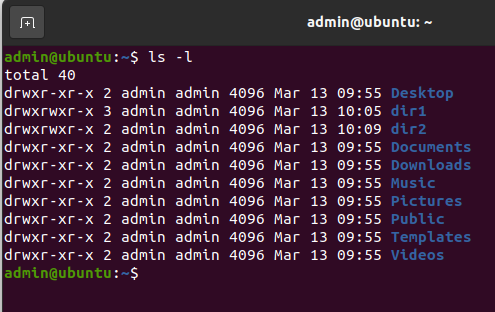 admin@ubuntu: ~
admin@ubuntu:~$ ls -l
total 40
drwxr-xr-x 2 admin admin 4096 Mar 13 09:55 Desktop
drwxrwxr-x 3 admin admin 4096 Mar 13 10:05 dir1
drwxrwxr-x 2 admin admin 4096 Mar 13 10:09 dir2
drwxr-xr-x 2 admin admin 4096 Mar 13 09:55 Documents
drwxr-xr-x 2 admin admin 4096 Mar 13 09:55 Downloads
drwxr-xr-x 2 admin admin 4096 Mar 13 09:55 Music
drwxr-xr-x 2 admin admin 4096 Mar 13 09:55 Pictures
drwxr-xr-x 2 admin admin 4096 Mar 13 09:55 Public
drwxr-xr-x 2 admin admin 4096 Mar 13 09:55 Templates
drwxr-xr-x 2 admin admin 4096 Mar 13 09:55 Videos
admin@ubuntu:~$